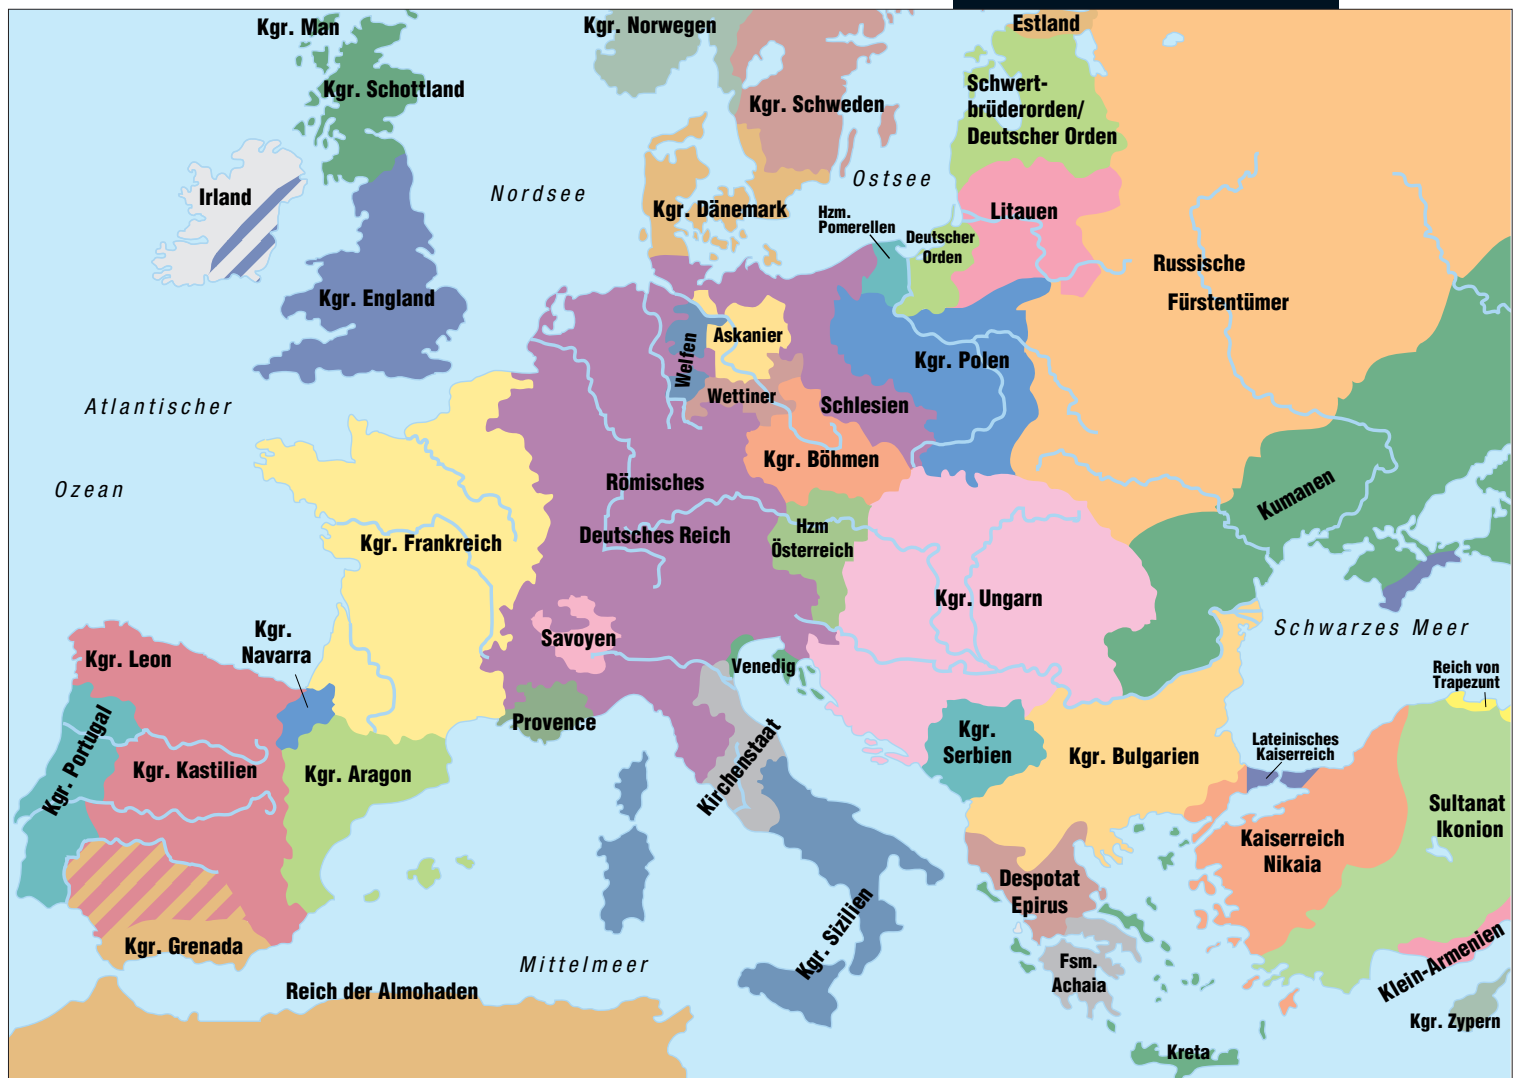 Kgr. Man
Kgr. Norwegen
Estland
Kgr. Schottland
Kgr. Schweden
Schwert-
brüderorden/
Deutscher Orden
Irland
Nordsee
Ostsee
Kgr. Dänemark
Hzm.
Pomerellen
Litauen
Deutscher
Orden
Russische
Fürstentümer
Kgr. England
Welfen
Askanier
Kgr. Polen
Atlantischer
Ozean
Wettiner
Schlesien
Kgr. Böhmen
Römisches
Deutsches Reich
Kumanen
Kgr. Frankreich
Hzm
Österreich
Kgr. Ungarn
Schwarzes Meer
Kgr. Leon
Kgr.
Navarra
Savoyen
Venedig
Reich von
Trapezunt
Kgr. Portugal
Provence
Kirchenstaat
Kgr.
Serbien
Kgr. Bulgarien
Lateinisches
Kaiserreich
Kgr. Kastilien
Kgr. Aragon
Sultanat
Ikonion
Kaiserreich
Nikaia
Despotat
Epirus
Kgr. Grenada
Kgr. Sizilien
Mittelmeer
Fsm.
Achaia
Klein-Armenien
Reich der Almohaden
Kgr. Zypern
Kreta